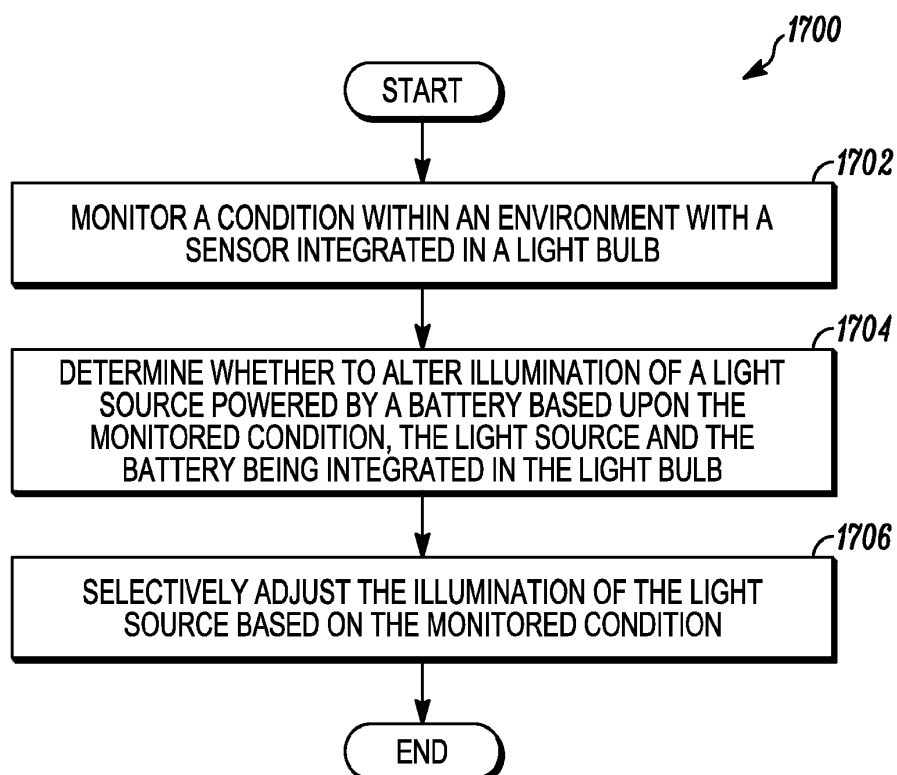 1700
START
1702
MONITOR A CONDITION WITHIN AN ENVIRONMENT WITH A
SENSOR INTEGRATED IN A LIGHT BULB
1704
DETERMINE WHETHER TO ALTER ILLUMINATION OF A LIGHT
SOURCE POWERED BY A BATTERY BASED UPON THE
MONITORED CONDITION, THE LIGHT SOURCE AND THE
BATTERY BEING INTEGRATED IN THE LIGHT BULB
1706
SELECTIVELY ADJUST THE ILLUMINATION OF THE LIGHT
SOURCE BASED ON THE MONITORED CONDITION
END